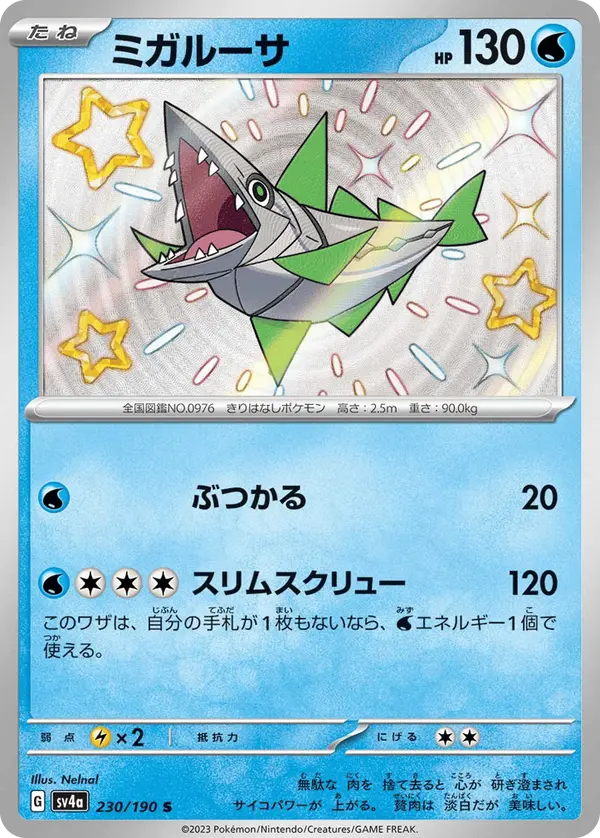 たね ミガルーサ HP 130
全国図鑑NO.0976 きりはなしポケモン 高さ:2.5m 重さ:90.0kg
ぶつかる 20
スリムスクリュー 120
このワザは、自分の手札が1枚もないなら、エネルギー1個で
使える。
弱点 ×2 抵抗力 にげる
Illus. Nelnal
G sv4a 230/190 S
無駄な 肉を 捨て去ると 心が 研ぎ澄まされ
サイコパワーが 上がる。 贅肉は 淡白だが 美味しい。
©2023 Pokémon/Nintendo/Creatures/GAME FREAK.